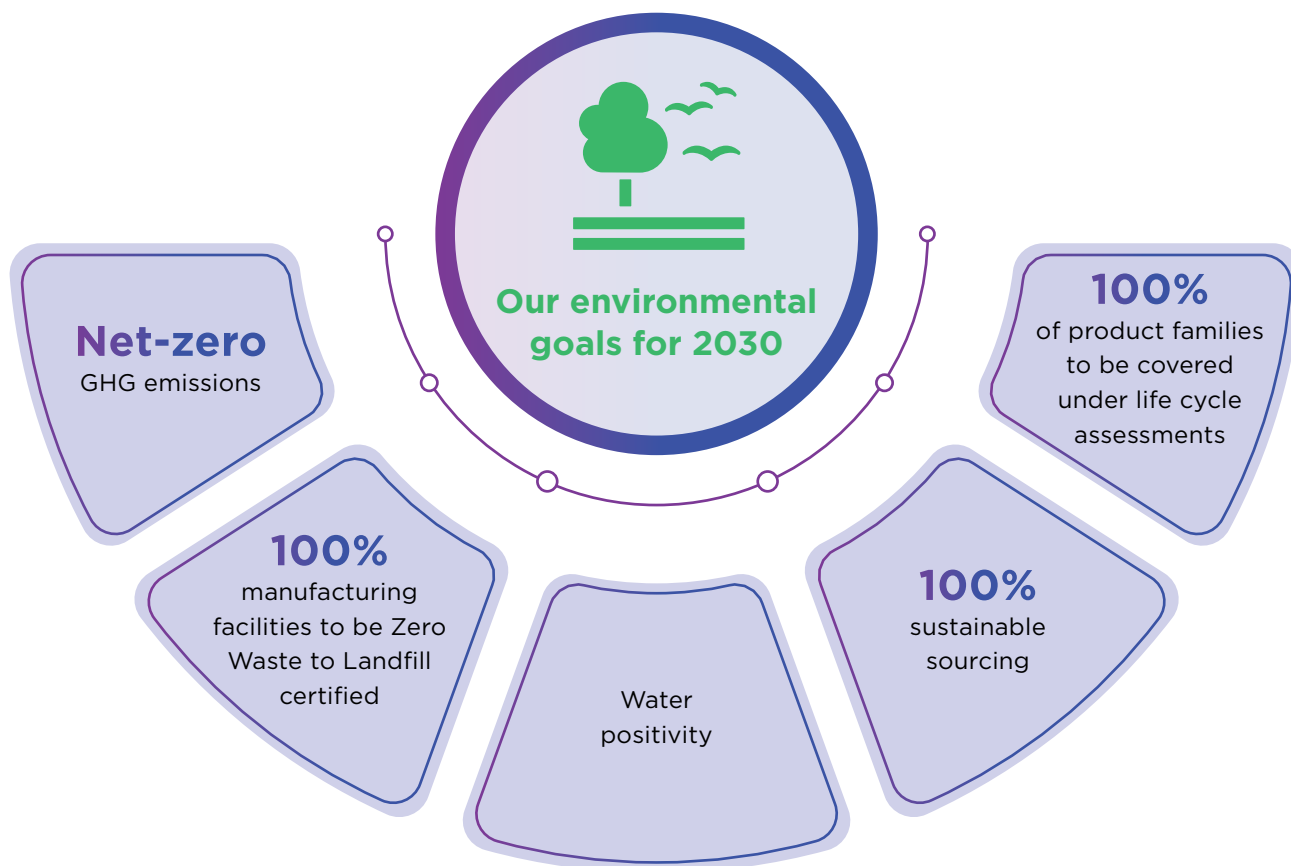 Our environmental
goals for 2030
Net-zero
GHG emissions
100%
manufacturing
facilities to be Zero
Waste to Landfill
certified
Water
positivity
100%
sustainable
sourcing
100%
of product families
to be covered
under life cycle
assessments